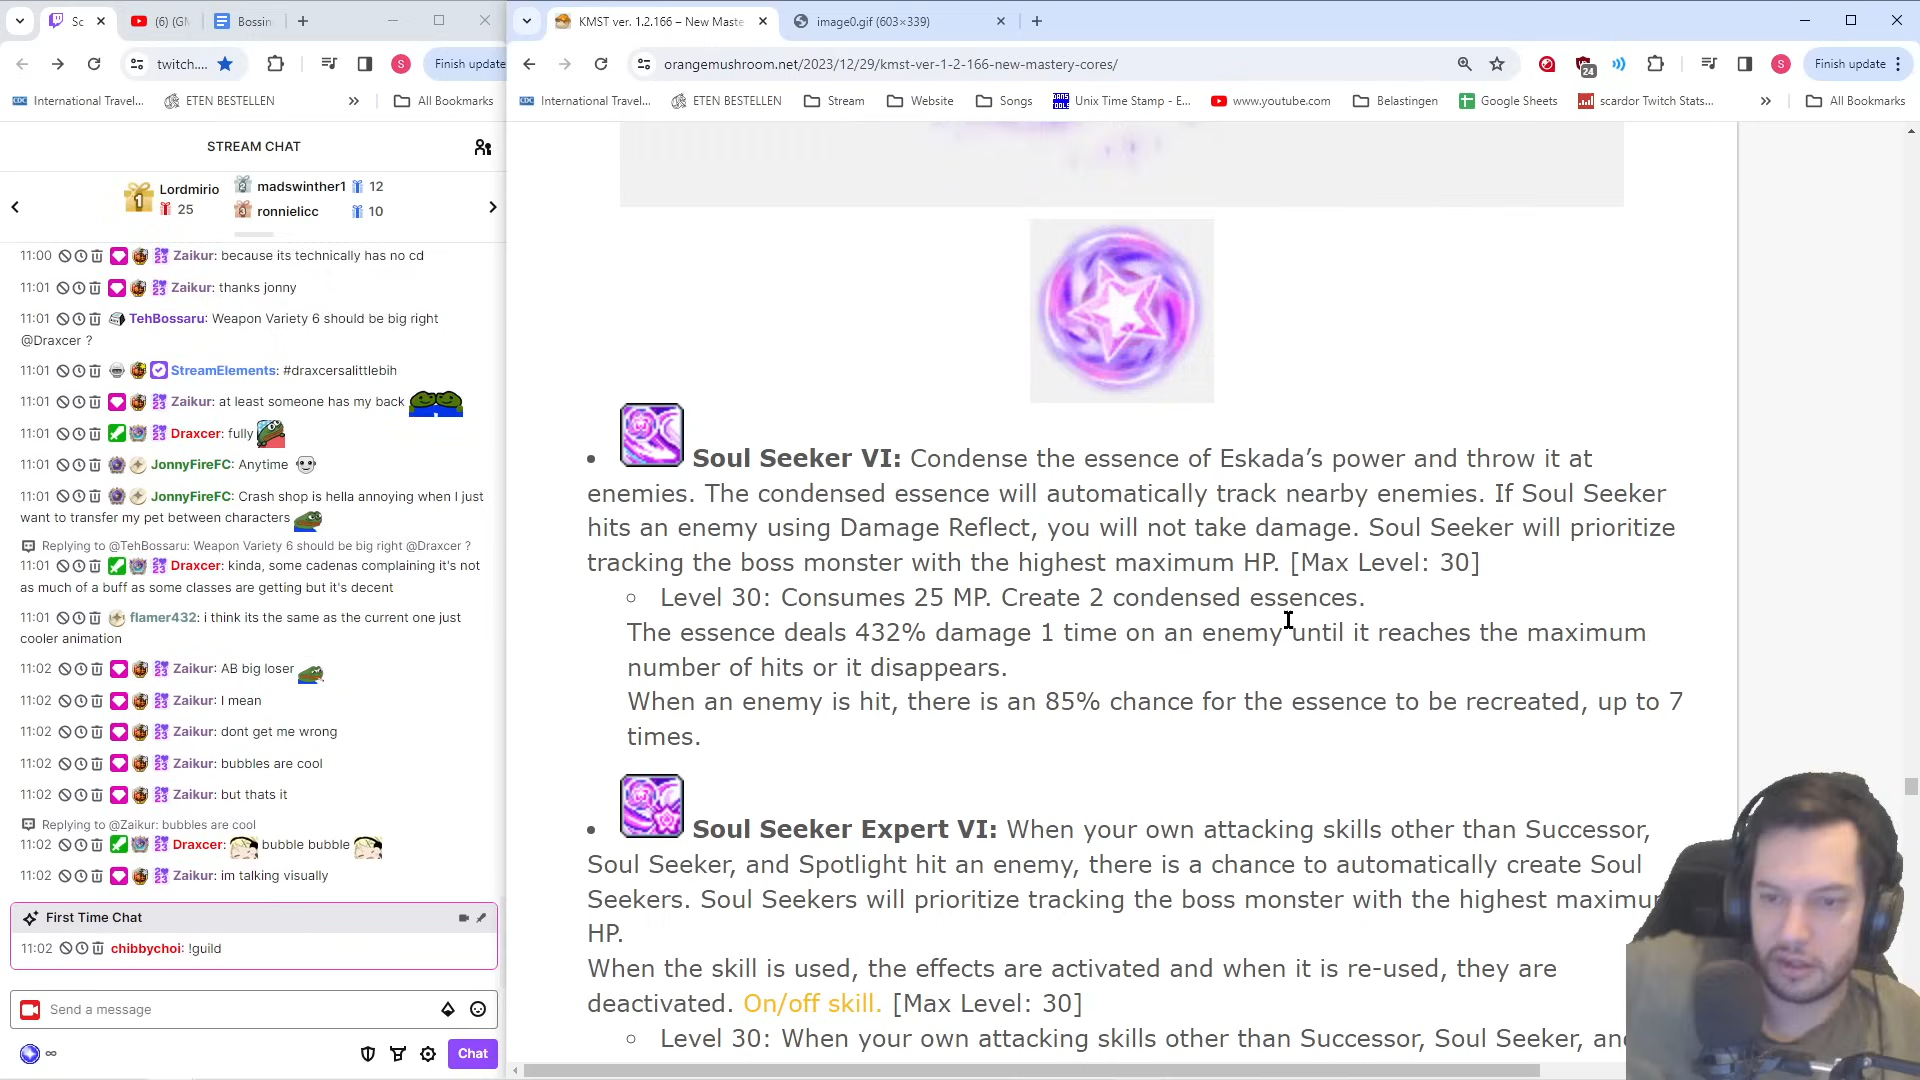 Sc
(6) (GM
Bossin
KMST ver. 1.2.166 – New Maste
image0.gif (603×339)
twitch....
S
Finish update
orangemushroom.net/2023/12/29/kmst-ver-1-2-166-new-mastery-cores/
24
S
Finish update
International Travel...
ETEN BESTELLEN
All Bookmarks
International Travel...
ETEN BESTELLEN
Stream
Website
Songs
Unix Time Stamp - E...
www.youtube.com
Belastingen
Google Sheets
scardor Twitch Stats...
All Bookmarks
STREAM CHAT
1
Lordmirio
25
2 madswinther1 12
3 ronnielicc 10
11:00 Zaikur: because its technically has no cd
11:01 Zaikur: thanks jonny
11:01 TehBossaru: Weapon Variety 6 should be big right
@Draxcer ?
11:01 StreamElements: #draxcersalittlebih
11:01 Zaikur: at least someone has my back
11:01 Draxcer: fully
11:01 JonnyFireFC: Anytime
11:01 JonnyFireFC: Crash shop is hella annoying when I just
want to transfer my pet between characters
Replying to @TehBossaru: Weapon Variety 6 should be big right @Draxcer ?
11:01 Draxcer: kinda, some cadenas complaining it's not
as much of a buff as some classes are getting but it's decent
11:01 flamer432: i think its the same as the current one just
cooler animation
11:02 Zaikur: AB big loser
11:02 Zaikur: I mean
11:02 Zaikur: dont get me wrong
11:02 Zaikur: bubbles are cool
11:02 Zaikur: but thats it
Replying to @Zaikur: bubbles are cool
11:02 Draxcer: bubble bubble
11:02 Zaikur: im talking visually
First Time Chat
11:02 chibbychoi: !guild
Send a message
∞
Chat
• Soul Seeker VI: Condense the essence of Eskada’s power and throw it at
enemies. The condensed essence will automatically track nearby enemies. If Soul Seeker
hits an enemy using Damage Reflect, you will not take damage. Soul Seeker will prioritize
tracking the boss monster with the highest maximum HP. [Max Level: 30]
○ Level 30: Consumes 25 MP. Create 2 condensed essences.
The essence deals 432% damage 1 time on an enemy until it reaches the maximum
number of hits or it disappears.
When an enemy is hit, there is an 85% chance for the essence to be recreated, up to 7
times.
• Soul Seeker Expert VI: When your own attacking skills other than Successor,
Soul Seeker, and Spotlight hit an enemy, there is a chance to automatically create Soul
Seekers. Soul Seekers will prioritize tracking the boss monster with the highest maximum
HP.
When the skill is used, the effects are activated and when it is re-used, they are
deactivated. On/off skill. [Max Level: 30]
○ Level 30: When your own attacking skills other than Successor, Soul Seeker, and